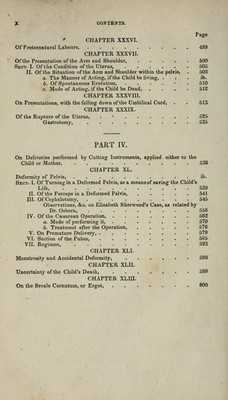 X CONTENTS.
Page
CHAPTER XXXVI.
Of Preternatural Labours, 499
CHAPTER XXXVII.
Of the Presentation of the Arm and Shoulder, 500
Sect. I. Of the Condition of the Uterus, 505
II. Of the Situation of the Arm and Shoulder within the pelvis, 508
a. The Manner of Acting, if the Child be living, ib.
b. Of Spontaneous Evolution, 510
c. Mode of Acting, if the Child be Dead, 512
CHAPTER XXXVIII.
On Presentations, with the falling down of the Umbilical Cord, 515
CHAPTER XXXIX.
Of the Rupture of the Uterus, 525
Gastrotomy, 535
PART IV.
On Deliveries performed by Cutting Instruments, applied either to the
Child or Mother, 538
CHAPTER XL.
Deformity of Pelvis, ib.
Sect. I. Of Turning in a Deformed Pelvis, as a means of saving the Child's
Life, 539
II. Of the Forceps in a Deformed Pelvis, 541
III. Of Cephalotomy, 545
Observations, &c. on Elizabeth Sherwood's Case, as related by
Dr. Osborn, 556
IV. Of the Cæsarean Operation, 562
a. Mode of performing it, 570
b. Treatment after the Operation, 576
V. On Premature Delivery, 579
VI. Section of the Pubes, 585
VII. Regimen, 593
CHAPTER XLI.
Monstrosity and Accidental Deformity, 598
CHAPTER XLII.
Uncertainty of the Child's Death, 599
CHAPTER XLIII.
On the Secale Cornutum, or Ergot, 600